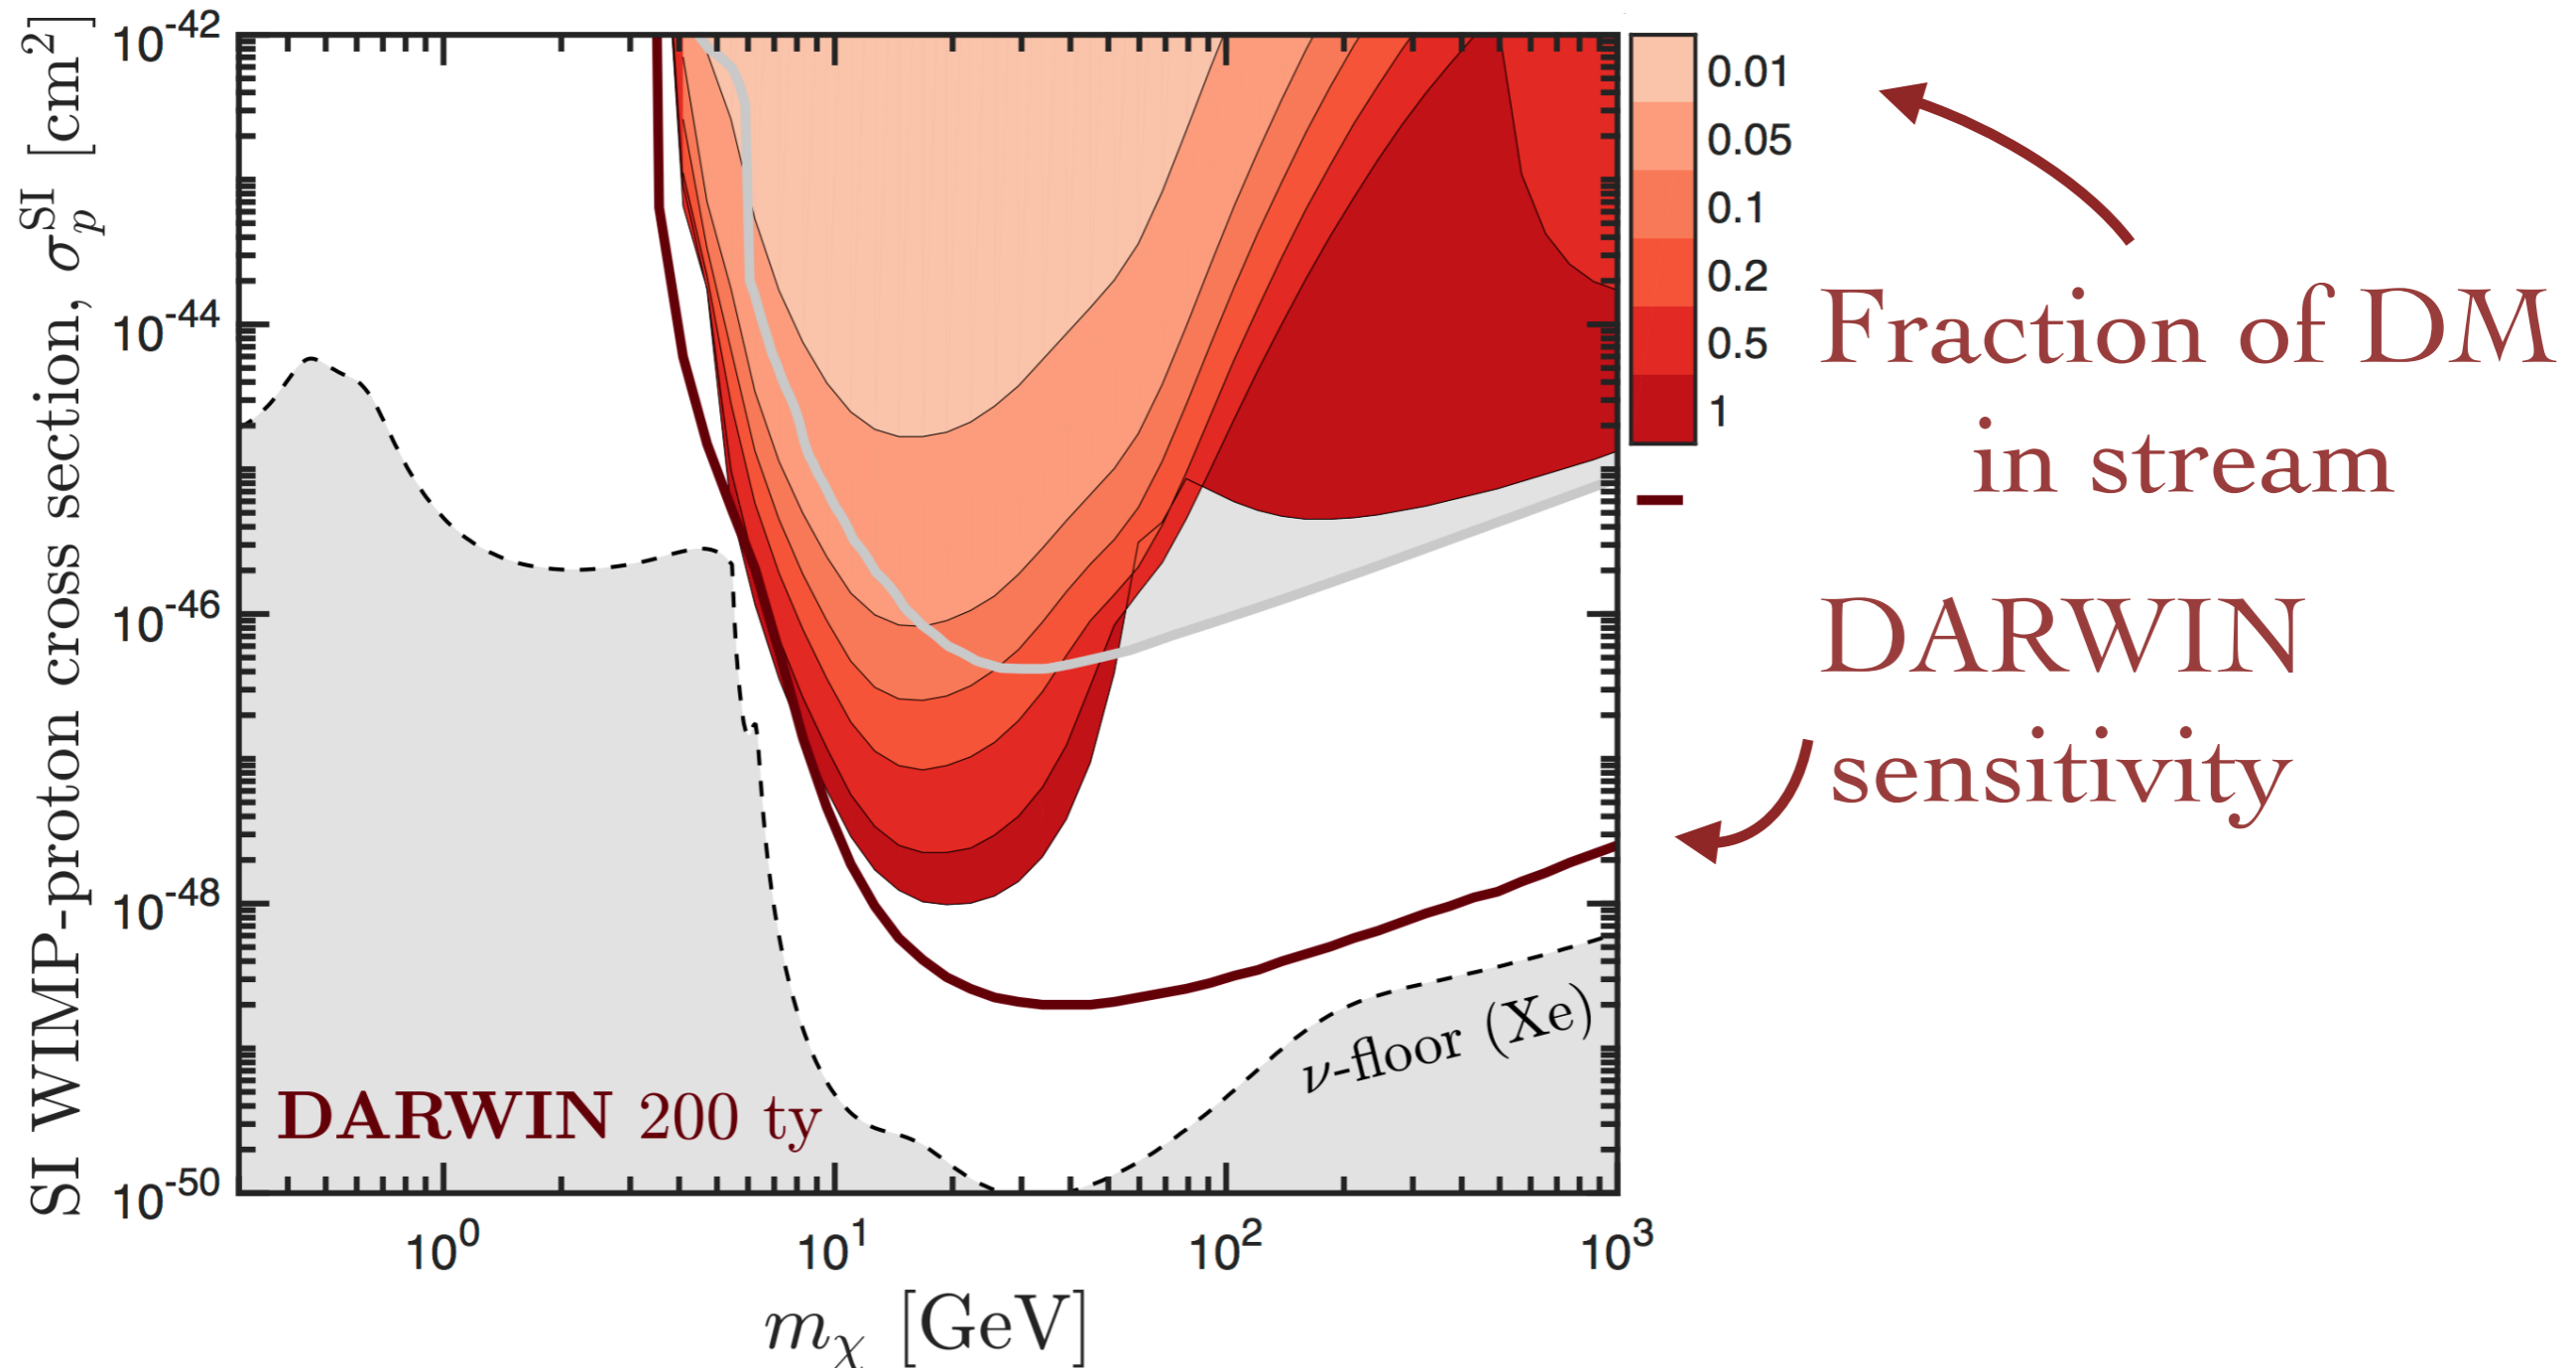 SI WIMP-proton cross section, σ_p^SI [cm²]
10^-42
10^-44
10^-46
10^-48
10^-50
10^0
10^1
10^2
10^3
m_χ [GeV]
DARWIN 200 ty
ν-floor (Xe)
0.01
0.05
0.1
0.2
0.5
1
Fraction of DM
in stream
DARWIN
sensitivity